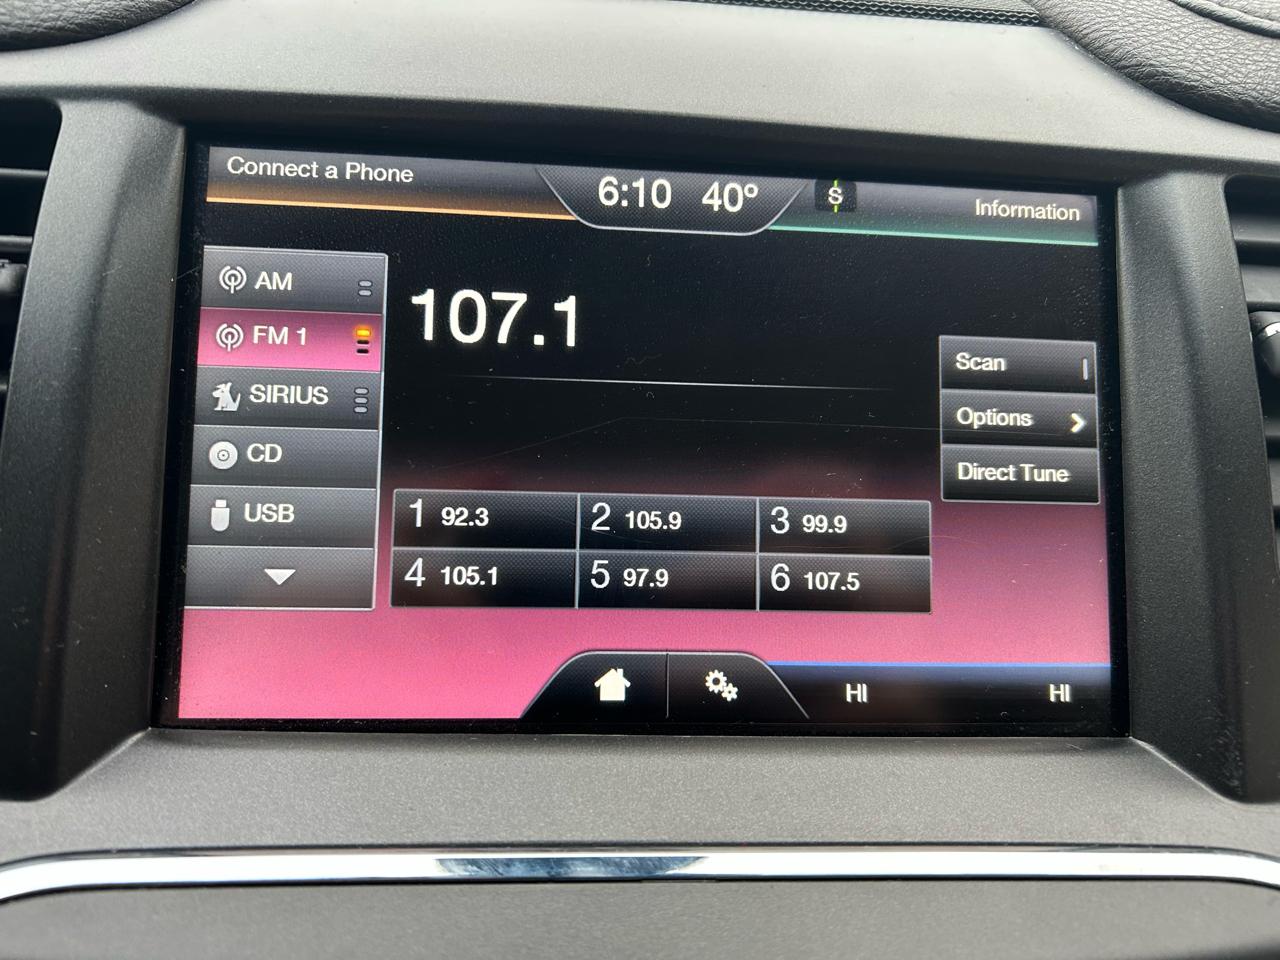 Connect a Phone
6:10 40°
S
Information
AM
FM 1
SIRIUS
CD
USB
107.1
Scan
Options
Direct Tune
1 92.3
2 105.9
3 99.9
4 105.1
5 97.9
6 107.5
HI
HI